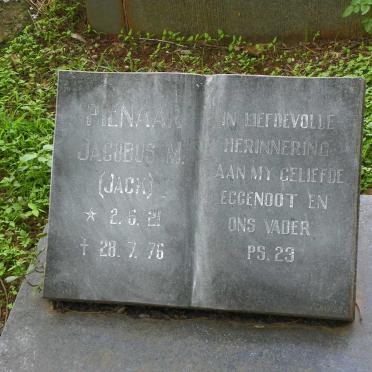 PIENAAR
JACOBUS M.
(JACK)
* 2.6.21
† 28.7.76
IN LIEFDEVOLLE
HERINNERING
AAN MY GELIEFDE
EGGENOOT EN
ONS VADER
PS. 23